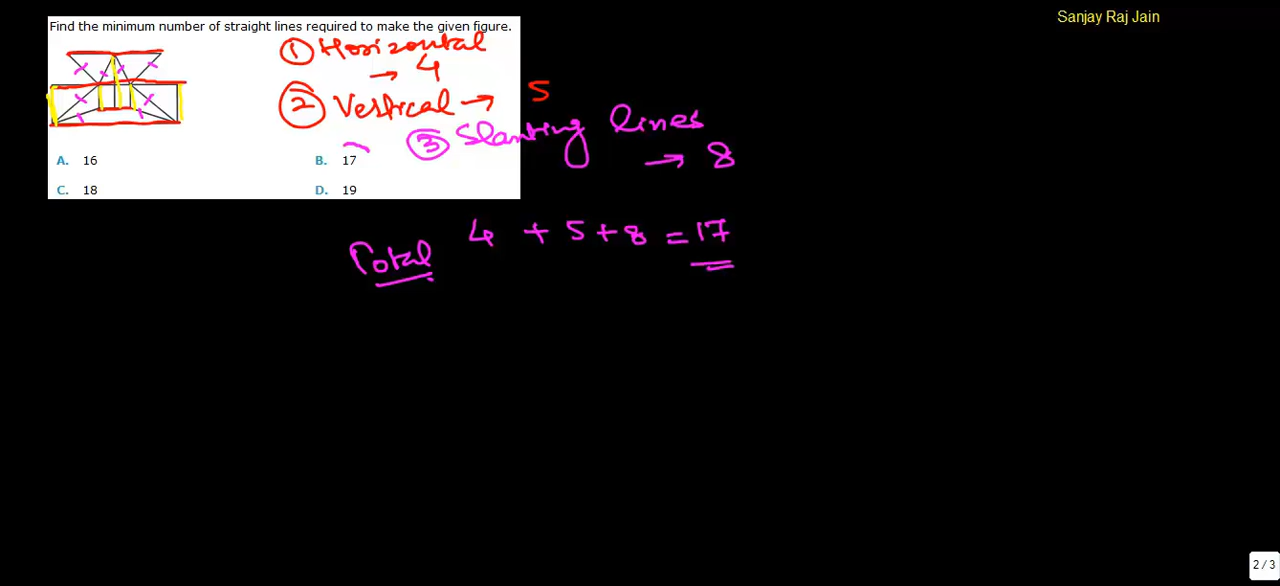 Sanjay Raj Jain
Find the minimum number of straight lines required to make the given figure.
① Horizontal
→ 4
② Vertical → 5
③ Slanting lines
→ 8
A. 16
B. 17
C. 18
D. 19
Total 4 + 5 + 8 = 17
2 / 3